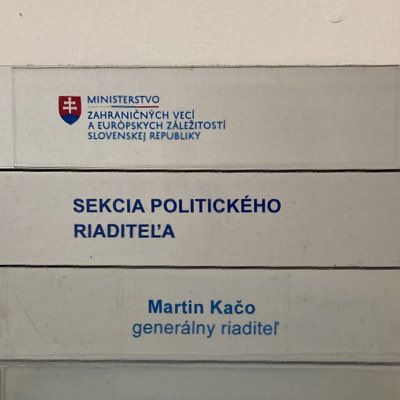 MINISTERSTVO
ZAHRANIČNÝCH VECÍ
A EURÓPSKYCH ZÁLEŽITOSTÍ
SLOVENSKEJ REPUBLIKY
SEKCIA POLITICKÉHO
RIADITEĽA
Martin Kačo
generálny riaditeľ